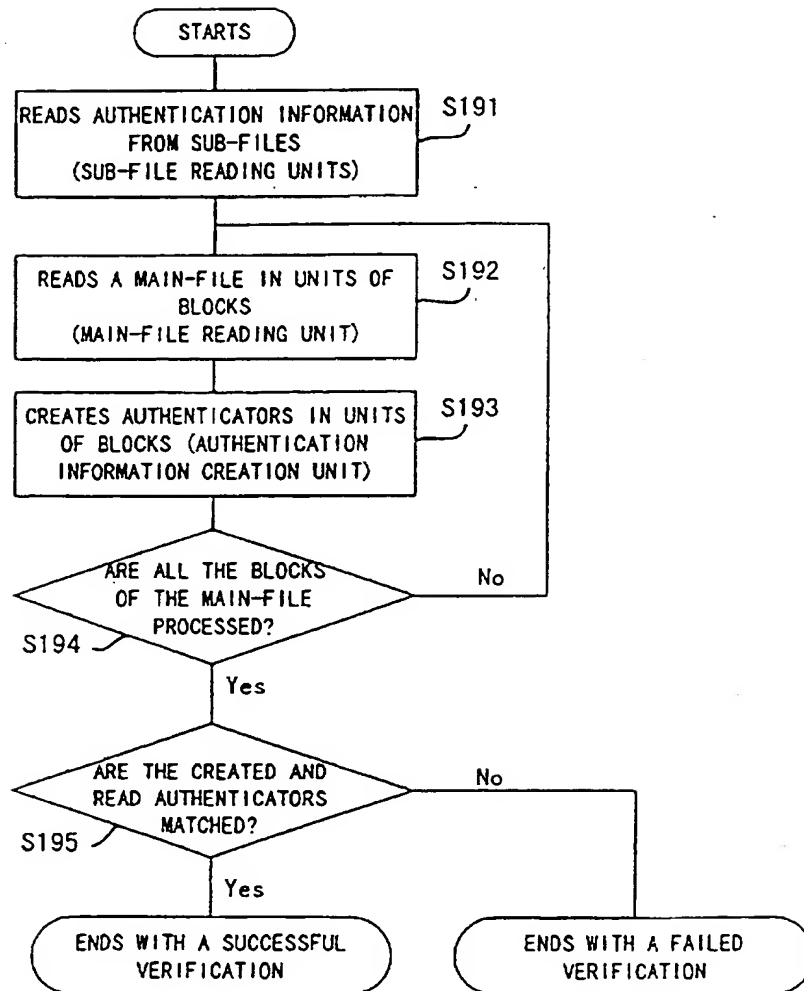 STARTS
READS AUTHENTICATION INFORMATION
FROM SUB-FILES
(SUB-FILE READING UNITS)
S191
READS A MAIN-FILE IN UNITS OF
BLOCKS
(MAIN-FILE READING UNIT)
S192
CREATES AUTHENTICATORS IN UNITS
OF BLOCKS (AUTHENTICATION
INFORMATION CREATION UNIT)
S193
ARE ALL THE BLOCKS
OF THE MAIN-FILE
PROCESSED?
No
S194
Yes
ARE THE CREATED AND
READ AUTHENTICATORS
MATCHED?
No
S195
Yes
ENDS WITH A SUCCESSFUL
VERIFICATION
ENDS WITH A FAILED
VERIFICATION